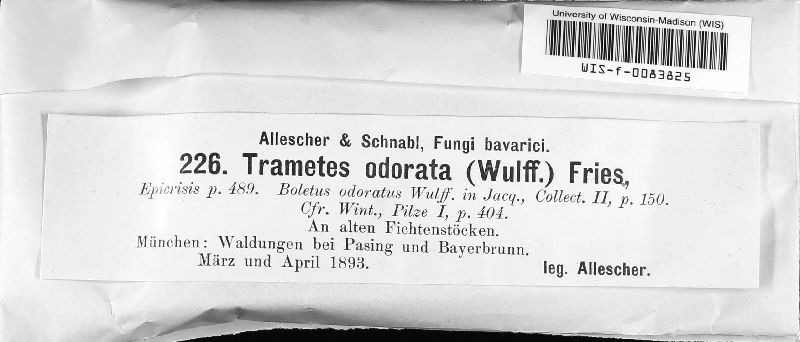 University of Wisconsin-Madison (WIS)
WIS-f-0083825
Allescher & Schnabl, Fungi bavarici.
226. Trametes odorata (Wulff.) Fries,
Epicrisis p. 489. Boletus odoratus Wulff. in Jacq., Collect. II, p. 150.
Cfr. Wint., Pilze I, p. 404.
An alten Fichtenstöcken.
München: Waldungen bei Pasing und Bayerbrunn.
März und April 1893.
leg. Allescher.